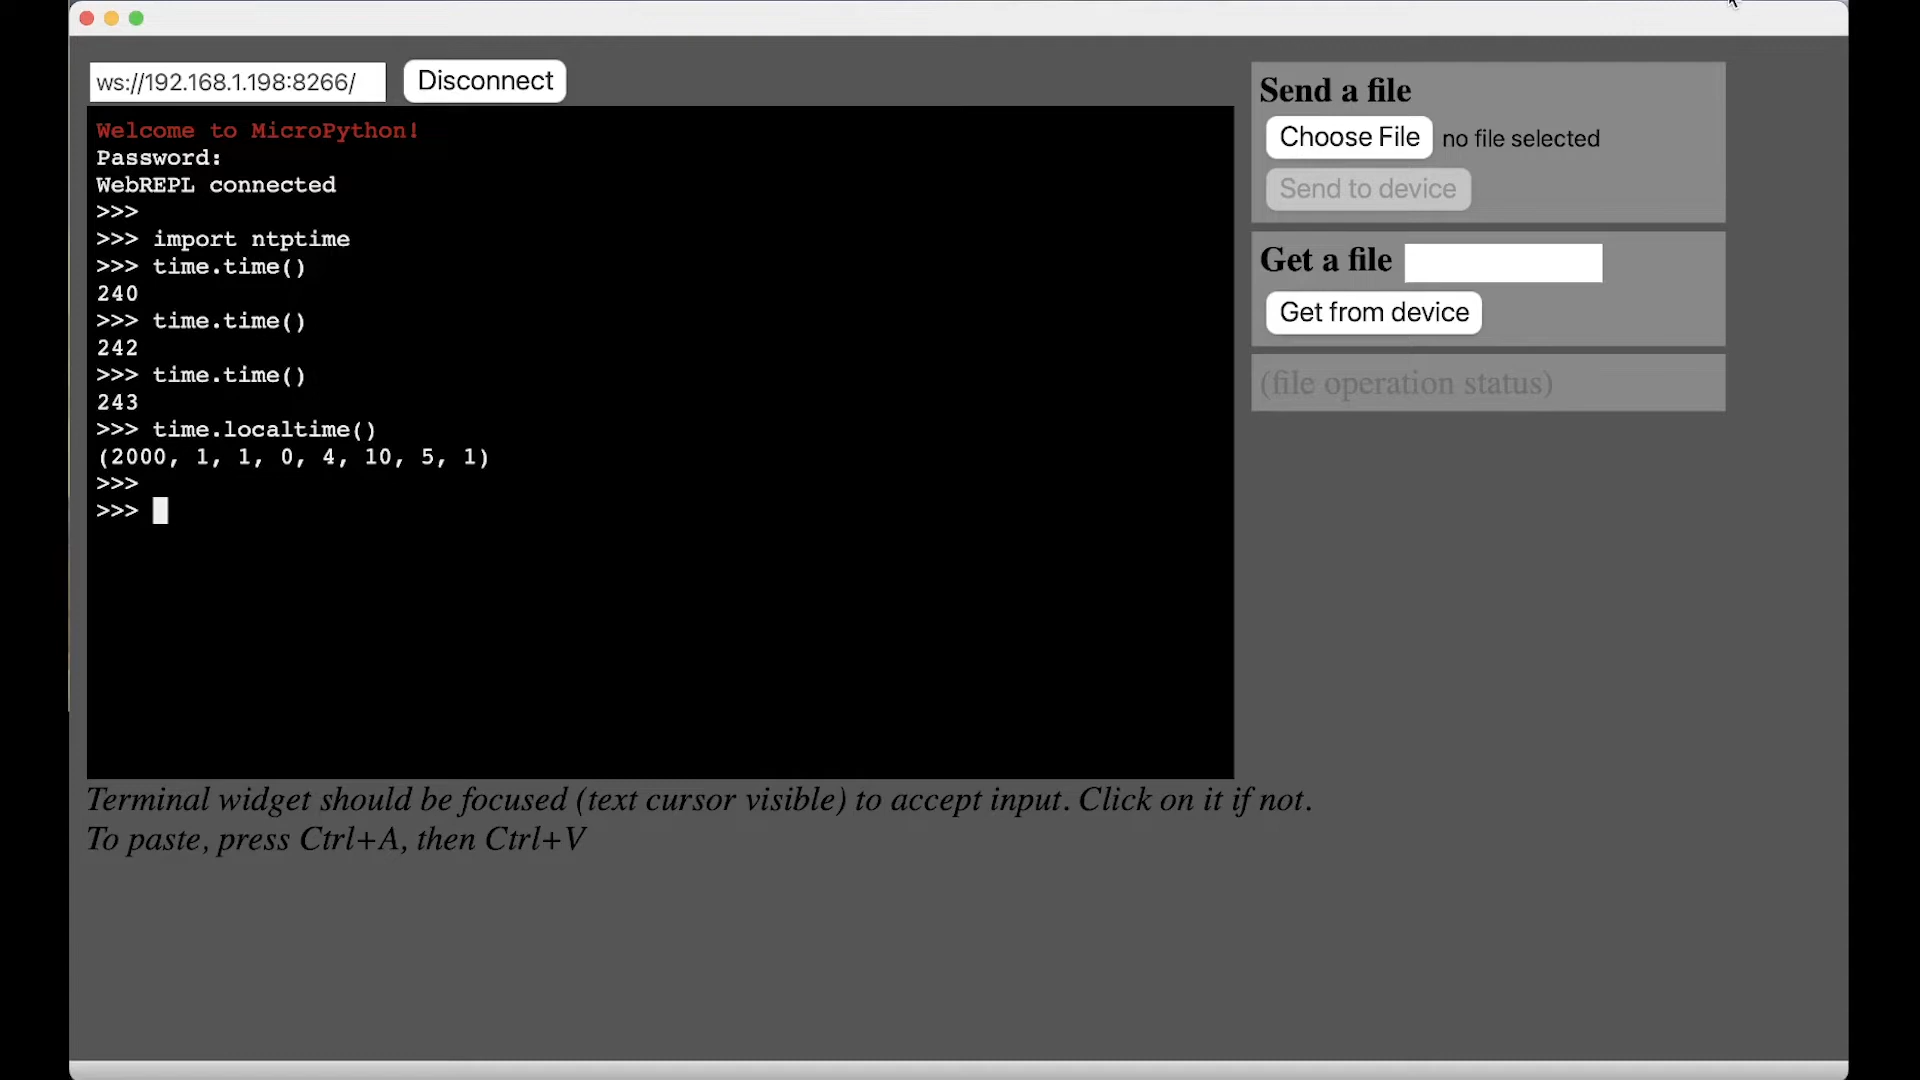 ws://192.168.1.198:8266/ Disconnect
Welcome to MicroPython!
Password:
WebREPL connected
>>>
>>> import ntptime
>>> time.time()
240
>>> time.time()
242
>>> time.time()
243
>>> time.localtime()
(2000, 1, 1, 0, 4, 10, 5, 1)
>>>
>>>
Terminal widget should be focused (text cursor visible) to accept input. Click on it if not.
To paste, press Ctrl+A, then Ctrl+V
Send a file
Choose File no file selected
Send to device
Get a file
Get from device
(file operation status)